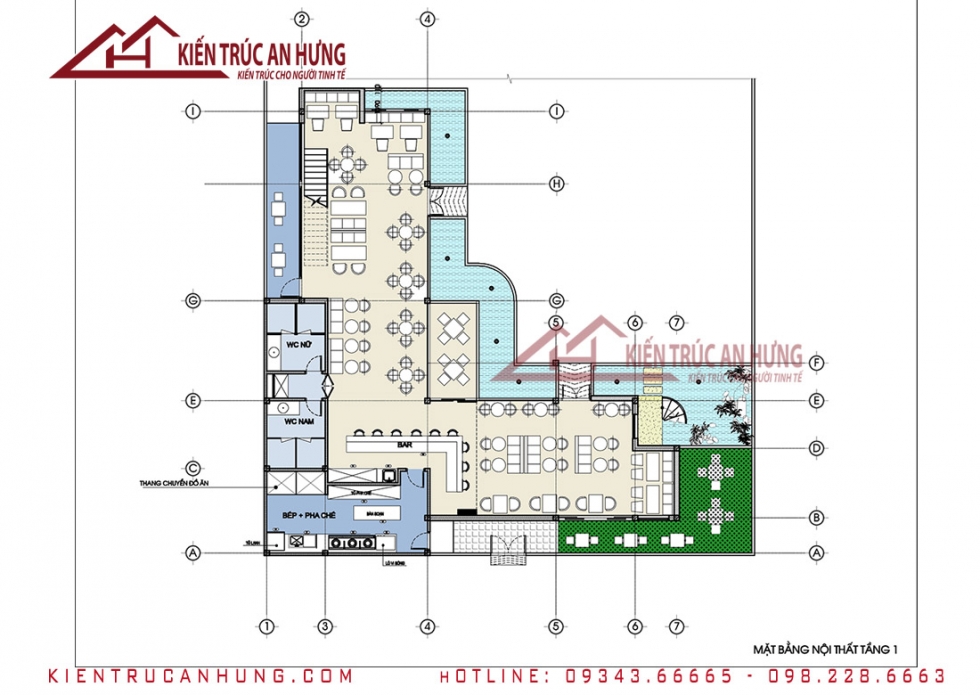 KIẾN TRÚC AN HƯNG
KIẾN TRÚC CHO NGƯỜI TINH TẾ
2 4
I I
H
G G
5 6 7
WC NỮ
KIẾN TRÚC AN HƯNG
KIẾN TRÚC CHO NGƯỜI TINH TẾ
F
E E
WC NAM
BAR
D
C
THANG CHUYỂN ĐỒ ĂN
BẾP + PHA CHẾ
B
A A
1 3 4 5 6 7
MẶT BẰNG NỘI THẤT TẦNG 1
KIENTRUCANHUNG.COM HOTLINE: 09343.66665 - 098.228.6663